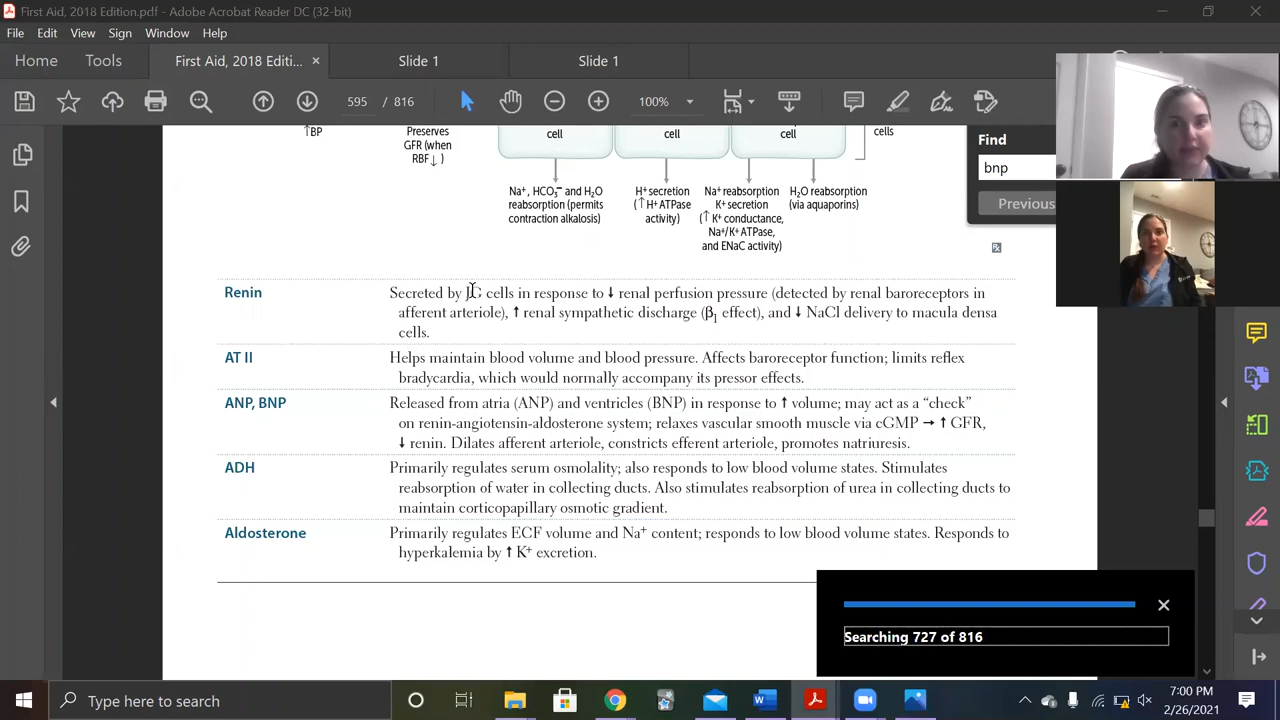 First Aid, 2018 Edition.pdf - Adobe Acrobat Reader DC (32-bit)
File Edit View Sign Window Help
Home Tools First Aid, 2018 Editi... × Slide 1 Slide 1
595 / 816 100%
Find
bnp
Previous
↑BP
Preserves
GFR (when
RBF↓)
cell cell cell cells
Na⁺, HCO₃⁻ and H₂O
reabsorption (permits
contraction alkalosis)
H⁺ secretion
(↑H⁺ ATPase
activity)
Na⁺ reabsorption
K⁺ secretion
(↑ K⁺ conductance,
Na⁺/K⁺ ATPase,
and ENaC activity)
H₂O reabsorption
(via aquaporins)
Rx
Renin Secreted by JG cells in response to ↓ renal perfusion pressure (detected by renal baroreceptors in
afferent arteriole), ↑ renal sympathetic discharge (β₁ effect), and ↓ NaCl delivery to macula densa
cells.
AT II Helps maintain blood volume and blood pressure. Affects baroreceptor function; limits reflex
bradycardia, which would normally accompany its pressor effects.
ANP, BNP Released from atria (ANP) and ventricles (BNP) in response to ↑ volume; may act as a “check”
on renin-angiotensin-aldosterone system; relaxes vascular smooth muscle via cGMP → ↑ GFR,
↓ renin. Dilates afferent arteriole, constricts efferent arteriole, promotes natriuresis.
ADH Primarily regulates serum osmolality; also responds to low blood volume states. Stimulates
reabsorption of water in collecting ducts. Also stimulates reabsorption of urea in collecting ducts to
maintain corticopapillary osmotic gradient.
Aldosterone Primarily regulates ECF volume and Na⁺ content; responds to low blood volume states. Responds to
hyperkalemia by ↑ K⁺ excretion.
Searching 727 of 816
Type here to search
7:00 PM
2/26/2021